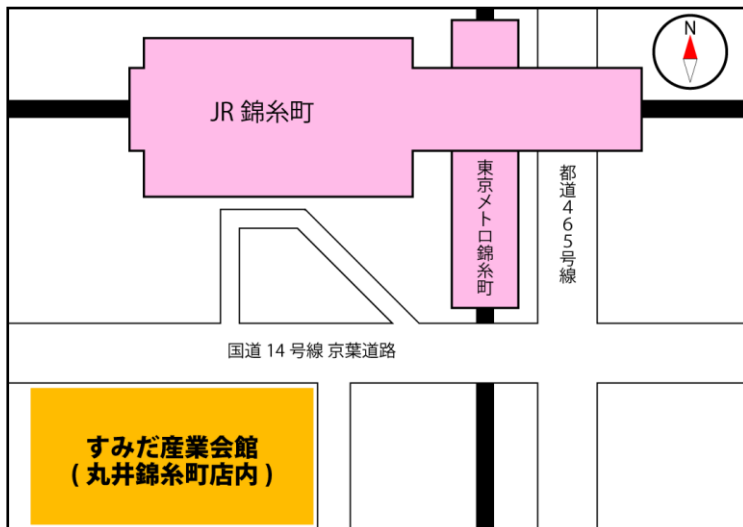 N
JR 錦糸町
東京メトロ錦糸町
都道465号線
国道 14 号線 京葉道路
すみだ産業会館
( 丸井錦糸町店内 )